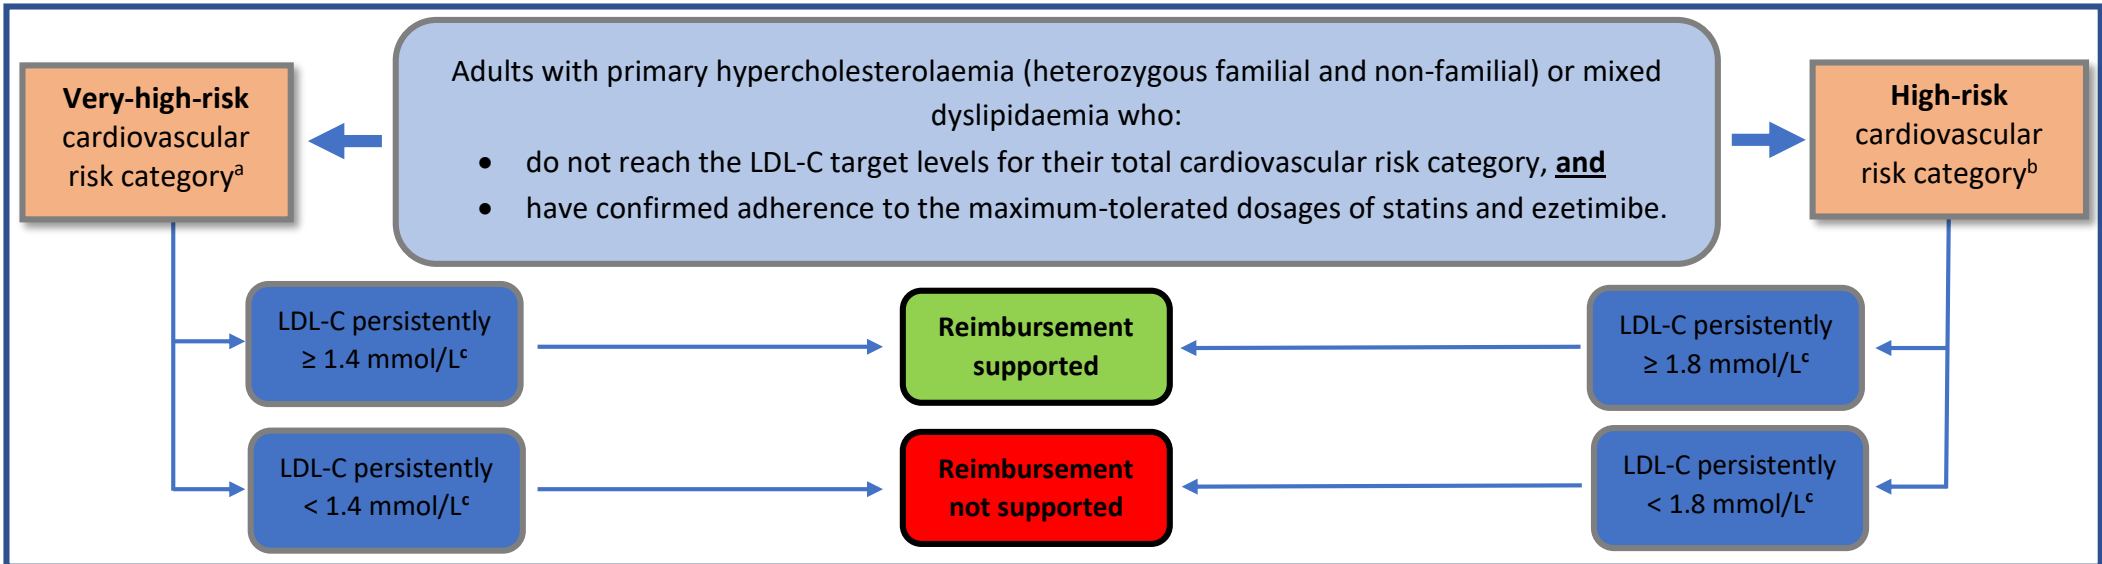 Very-high-risk
cardiovascular
risk categoryᵃ
Adults with primary hypercholesterolaemia (heterozygous familial and non-familial) or mixed
dyslipidaemia who:
• do not reach the LDL-C target levels for their total cardiovascular risk category, and
• have confirmed adherence to the maximum-tolerated dosages of statins and ezetimibe.
High-risk
cardiovascular
risk categoryᵇ
LDL-C persistently
≥ 1.4 mmol/Lᶜ
Reimbursement
supported
LDL-C persistently
≥ 1.8 mmol/Lᶜ
LDL-C persistently
< 1.4 mmol/Lᶜ
Reimbursement
not supported
LDL-C persistently
< 1.8 mmol/Lᶜ